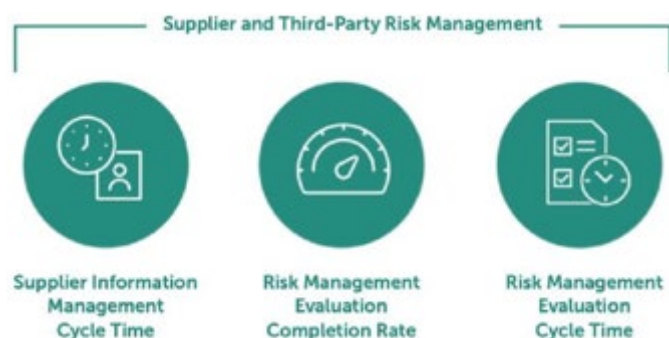 Supplier and Third-Party Risk Management
Supplier Information
Management
Cycle Time
Risk Management
Evaluation
Completion Rate
Risk Management
Evaluation
Cycle Time